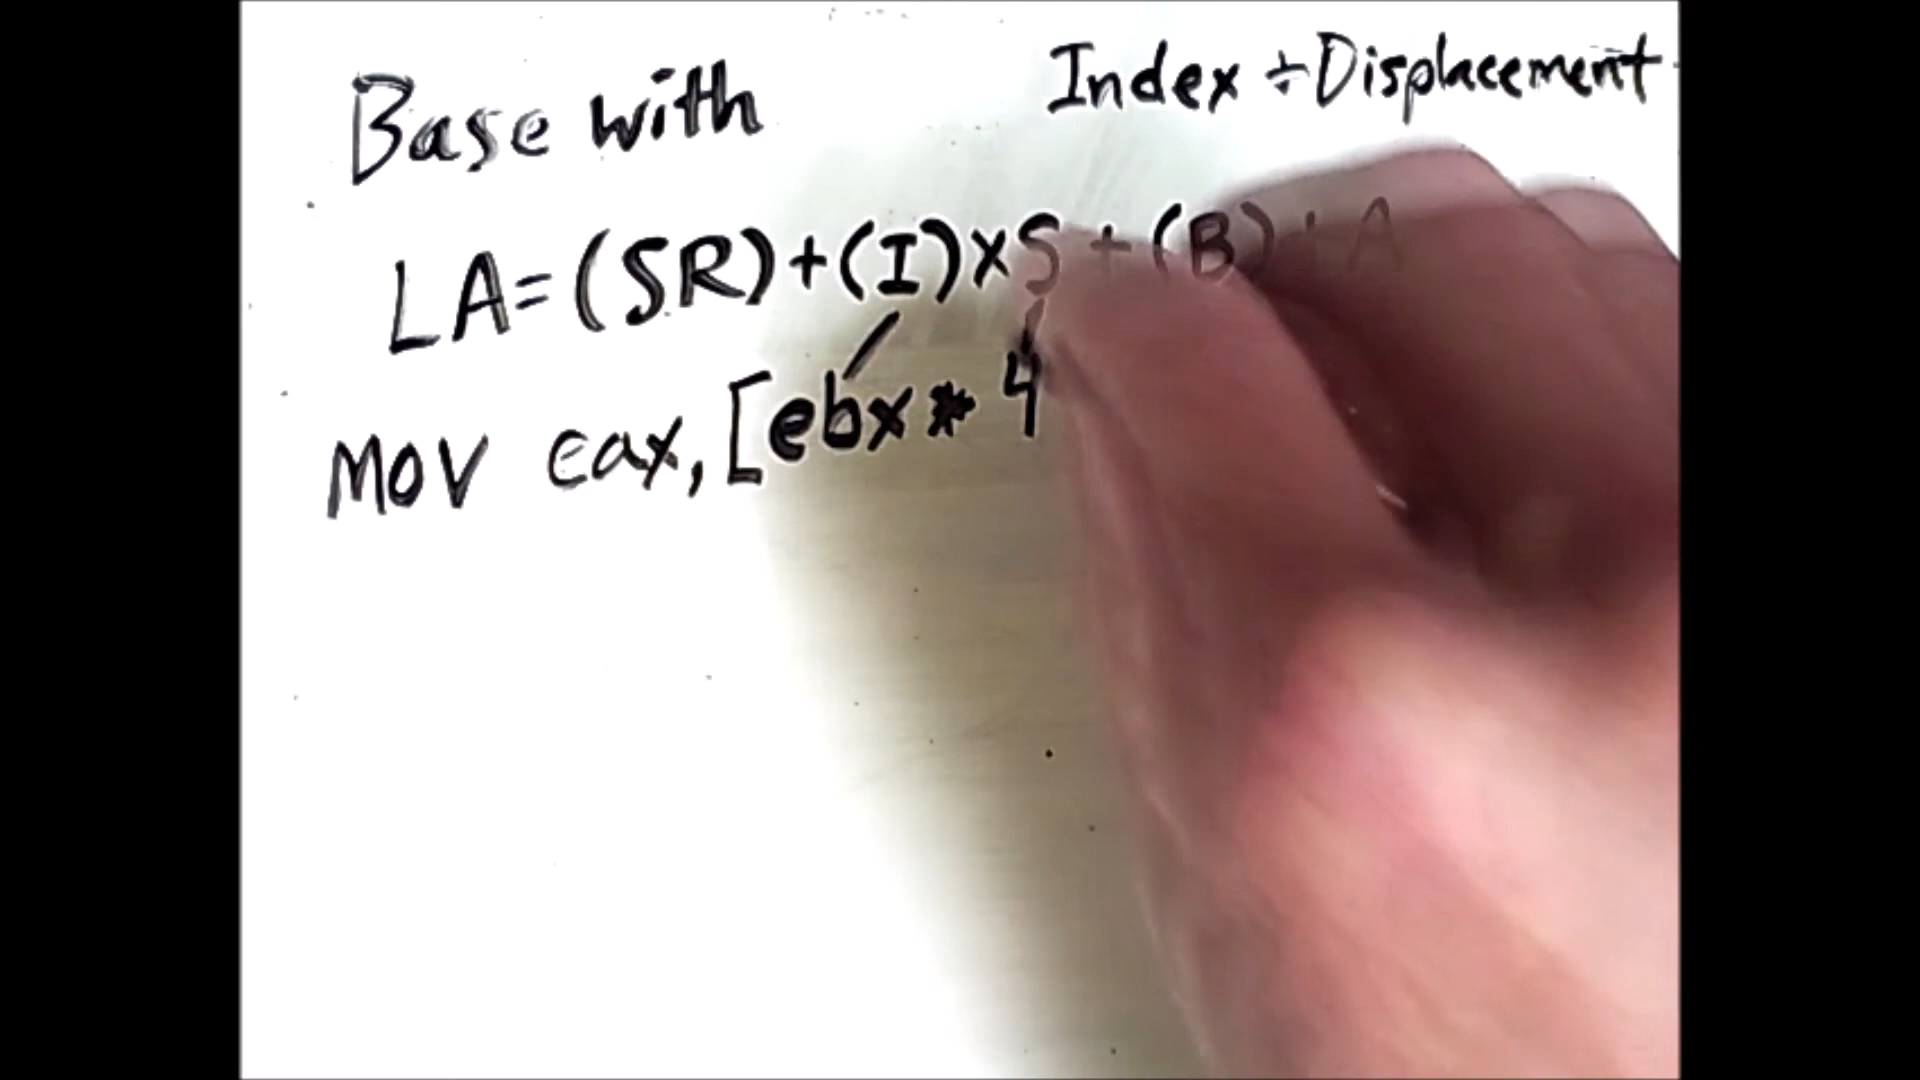 Base with Index + Displacement
LA = (SR) + (I) x S + (B) + A
MOV eax, [ebx * 4